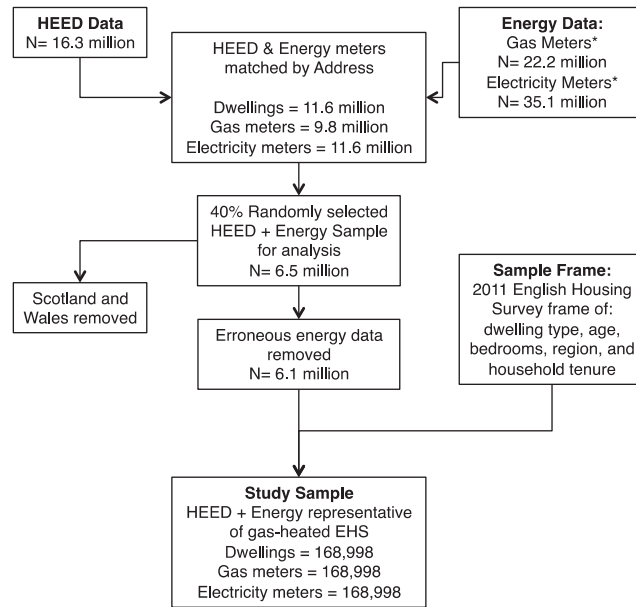 HEED Data
N= 16.3 million
HEED & Energy meters
matched by Address
Dwellings = 11.6 million
Gas meters = 9.8 million
Electricity meters = 11.6 million
Energy Data:
Gas Meters*
N= 22.2 million
Electricity Meters*
N= 35.1 million
40% Randomly selected
HEED + Energy Sample
for analysis
N= 6.5 million
Scotland and
Wales removed
Erroneous energy data
removed
N= 6.1 million
Sample Frame:
2011 English Housing
Survey frame of:
dwelling type, age,
bedrooms, region, and
household tenure
Study Sample
HEED + Energy representative
of gas-heated EHS
Dwellings = 168,998
Gas meters = 168,998
Electricity meters = 168,998